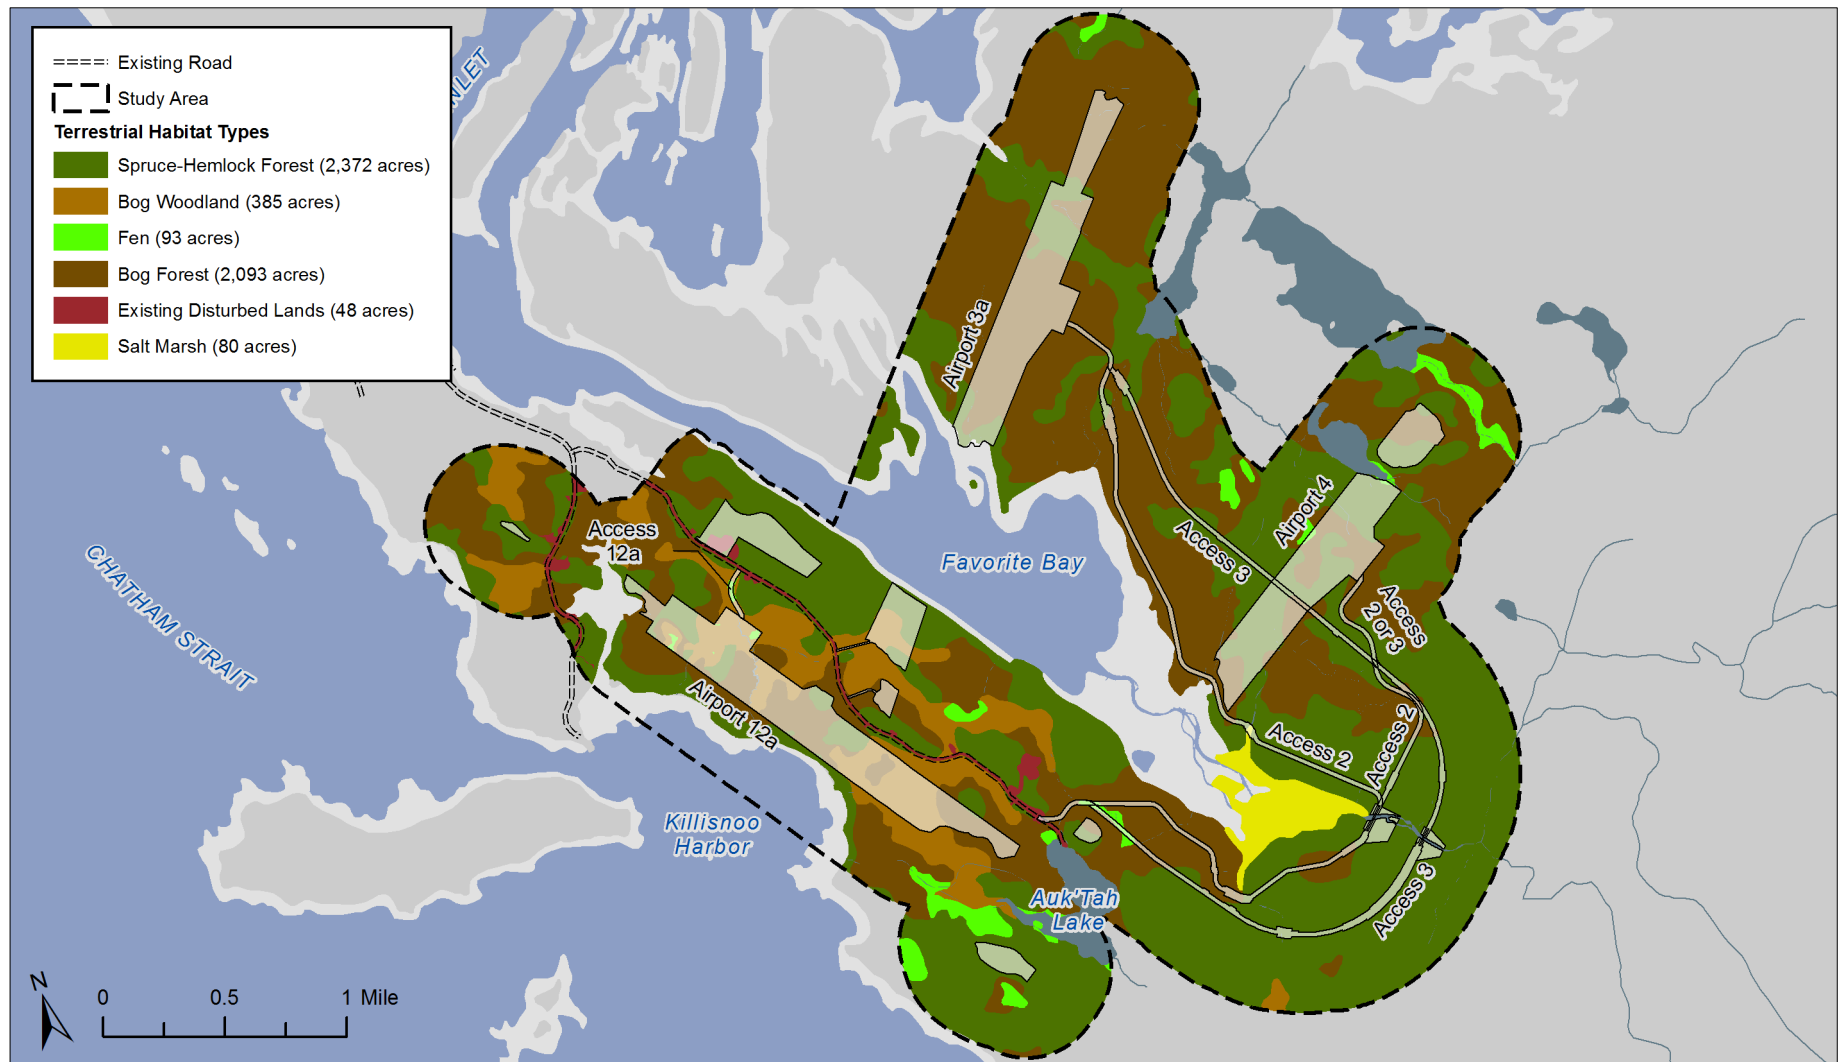 Existing Road
Study Area
Terrestrial Habitat Types
Spruce-Hemlock Forest (2,372 acres)
Bog Woodland (385 acres)
Fen (93 acres)
Bog Forest (2,093 acres)
Existing Disturbed Lands (48 acres)
Salt Marsh (80 acres)
NLET
Airport 3a
Access
12a
Favorite Bay
Access 3
Airport 4
Access
2 or 3
CHATHAM STRAIT
Airport 12a
Access 2
Access 2
Killisnoo
Harbor
Auk'Tah
Lake
Access 3
N
0 0.5 1 Mile